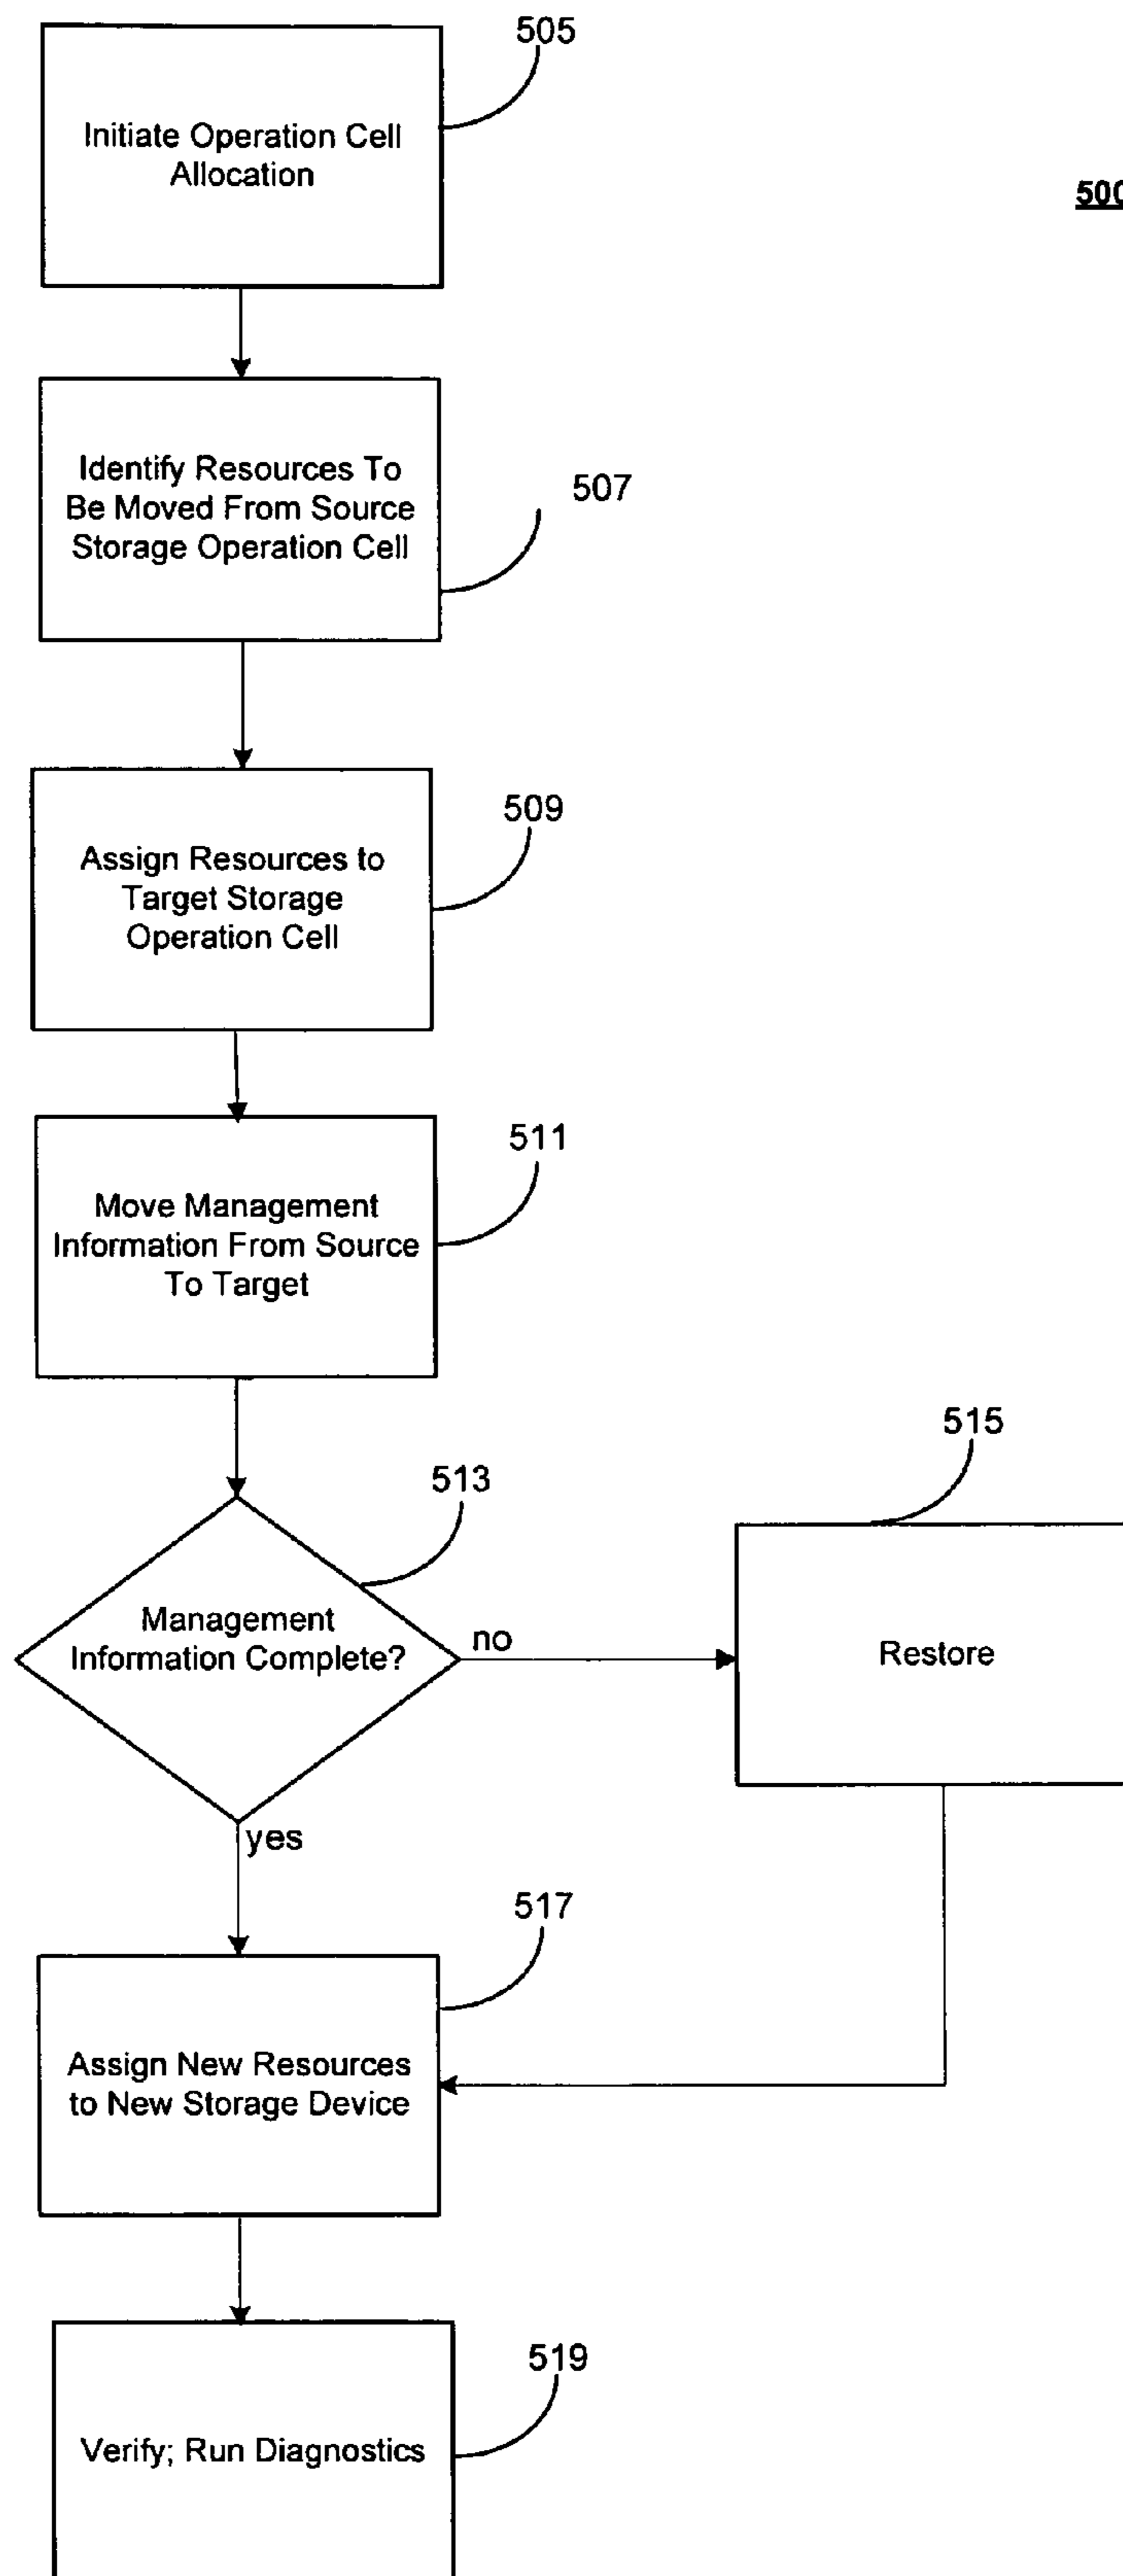 505
Initiate Operation Cell
Allocation
500
Identify Resources To
Be Moved From Source
Storage Operation Cell
507
509
Assign Resources to
Target Storage
Operation Cell
511
Move Management
Information From Source
To Target
515
513
Management
Information Complete?
no
Restore
yes
517
Assign New Resources
to New Storage Device
519
Verify; Run Diagnostics